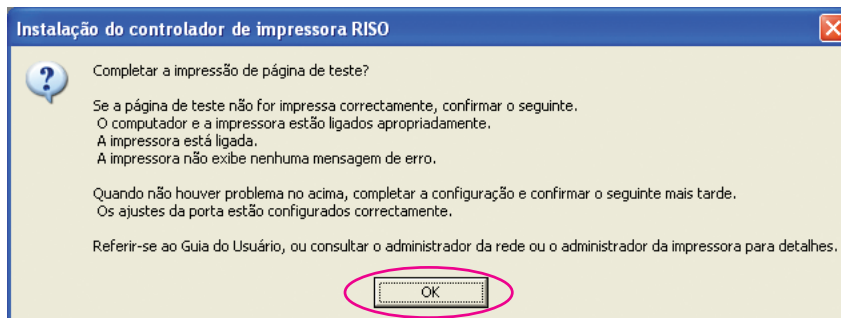 Instalação do controlador de impressora RISO
Completar a impressão de página de teste?
Se a página de teste não for impressa correctamente, confirmar o seguinte.
O computador e a impressora estão ligados apropriadamente.
A impressora está ligada.
A impressora não exibe nenhuma mensagem de erro.
Quando não houver problema no acima, completar a configuração e confirmar o seguinte mais tarde.
Os ajustes da porta estão configurados correctamente.
Referir-se ao Guia do Usuário, ou consultar o administrador da rede ou o administrador da impressora para detalhes.
OK